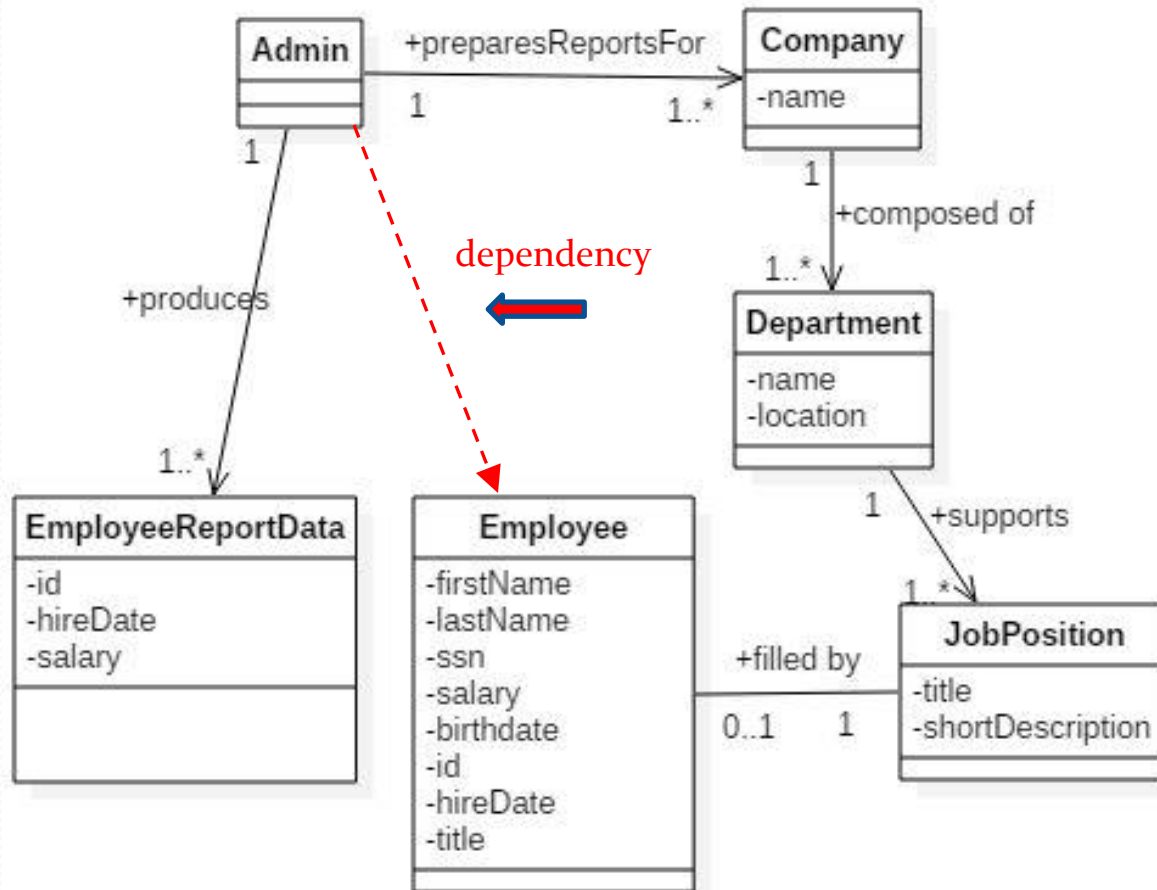 Admin
+preparesReportsFor
1
1..*
Company
-name
1
+composed of
1..*
1
+produces
1..*
dependency
Department
-name
-location
1
+supports
1..*
EmployeeReportData
-id
-hireDate
-salary
Employee
-firstName
-lastName
-ssn
-salary
-birthdate
-id
-hireDate
-title
+filled by
0..1
1
JobPosition
-title
-shortDescription